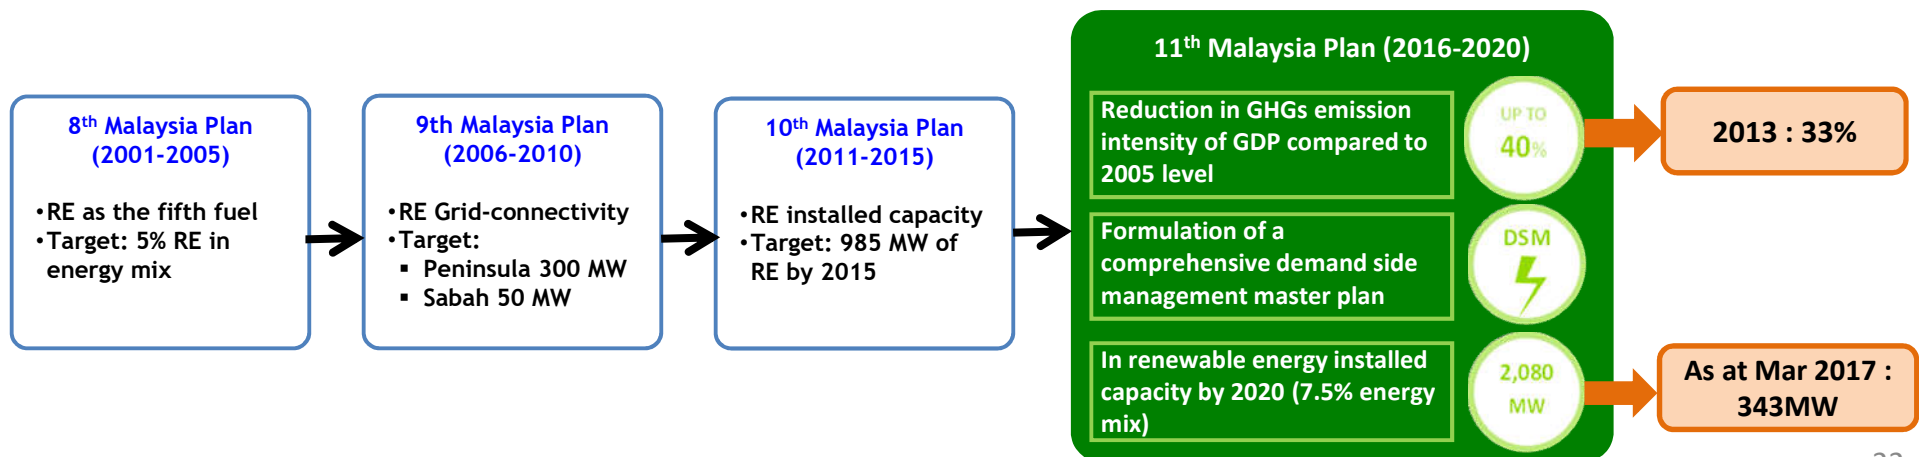 8th Malaysia Plan
(2001-2005)
•RE as the fifth fuel
•Target: 5% RE in
energy mix
9th Malaysia Plan
(2006-2010)
•RE Grid-connectivity
•Target:
▪ Peninsula 300 MW
▪ Sabah 50 MW
10th Malaysia Plan
(2011-2015)
•RE installed capacity
•Target: 985 MW of
RE by 2015
11th Malaysia Plan (2016-2020)
Reduction in GHGs emission
intensity of GDP compared to
2005 level
UP TO
40%
2013 : 33%
Formulation of a
comprehensive demand side
management master plan
DSM
In renewable energy installed
capacity by 2020 (7.5% energy
mix)
2,080
MW
As at Mar 2017 :
343MW